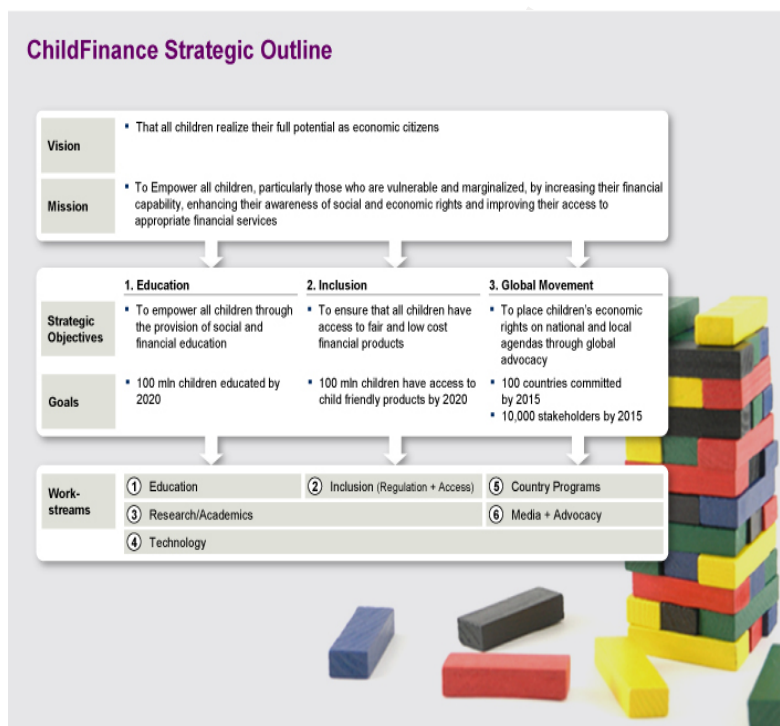 ChildFinance Strategic Outline
Vision
▪ That all children realize their full potential as economic citizens
Mission
▪ To Empower all children, particularly those who are vulnerable and marginalized, by increasing their financial
capability, enhancing their awareness of social and economic rights and improving their access to
appropriate financial services
1. Education
2. Inclusion
3. Global Movement
Strategic
Objectives
▪ To empower all children through
the provision of social and
financial education
▪ To ensure that all children have
access to fair and low cost
financial products
▪ To place children's economic
rights on national and local
agendas through global
advocacy
Goals
▪ 100 mln children educated by
2020
▪ 100 mln children have access to
child friendly products by 2020
▪ 100 countries committed
by 2015
▪ 10,000 stakeholders by 2015
Work-
streams
1 Education
2 Inclusion (Regulation + Access)
5 Country Programs
3 Research/Academics
6 Media + Advocacy
4 Technology